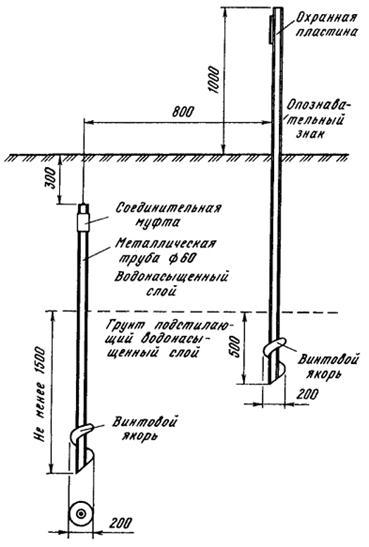 Охранная
пластина
1000
800
Опознава-
тельный
знак
300
Соединительная
муфта
Металлическая
труба ф60
Водонасыщенный
слой
Грунт подстилаю-
щий водонасы-
щенный слой
500
Не менее 1500
Винтовой
якорь
200
Винтовой
якорь
200